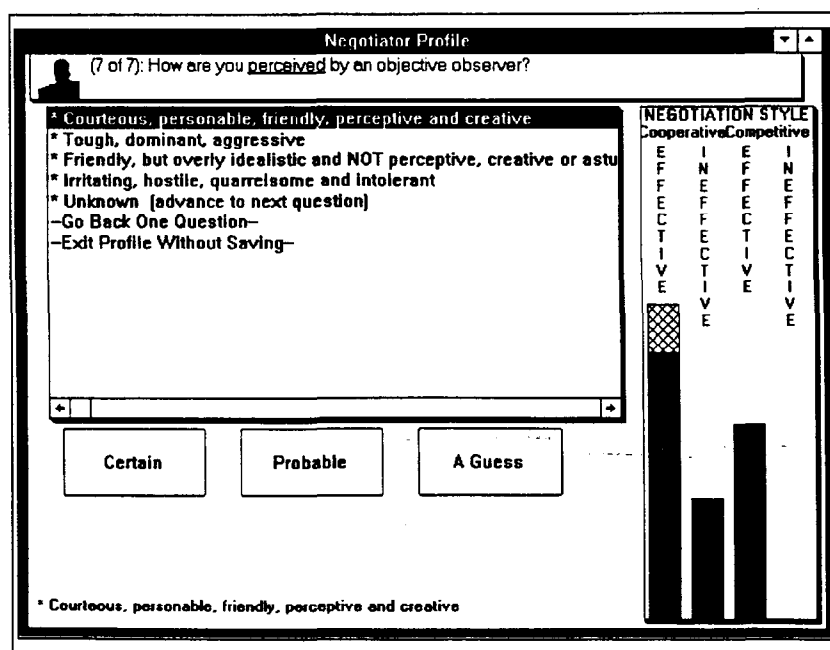 Negotiator Profile
(7 of 7): How are you perceived by an objective observer?
* Courteous, personable, friendly, perceptive and creative
* Tough, dominant, aggressive
* Friendly, but overly idealistic and NOT perceptive, creative or astu
* Irritating, hostile, quarrelsome and intolerant
* Unknown (advance to next question)
--Go Back One Question--
--Exit Profile Without Saving--
Certain
Probable
A Guess
* Courteous, personable, friendly, perceptive and creative
NEGOTIATION STYLE
Cooperative Competitive
EFFECTIVE
INEFFECTIVE
EFFECTIVE
INEFFECTIVE